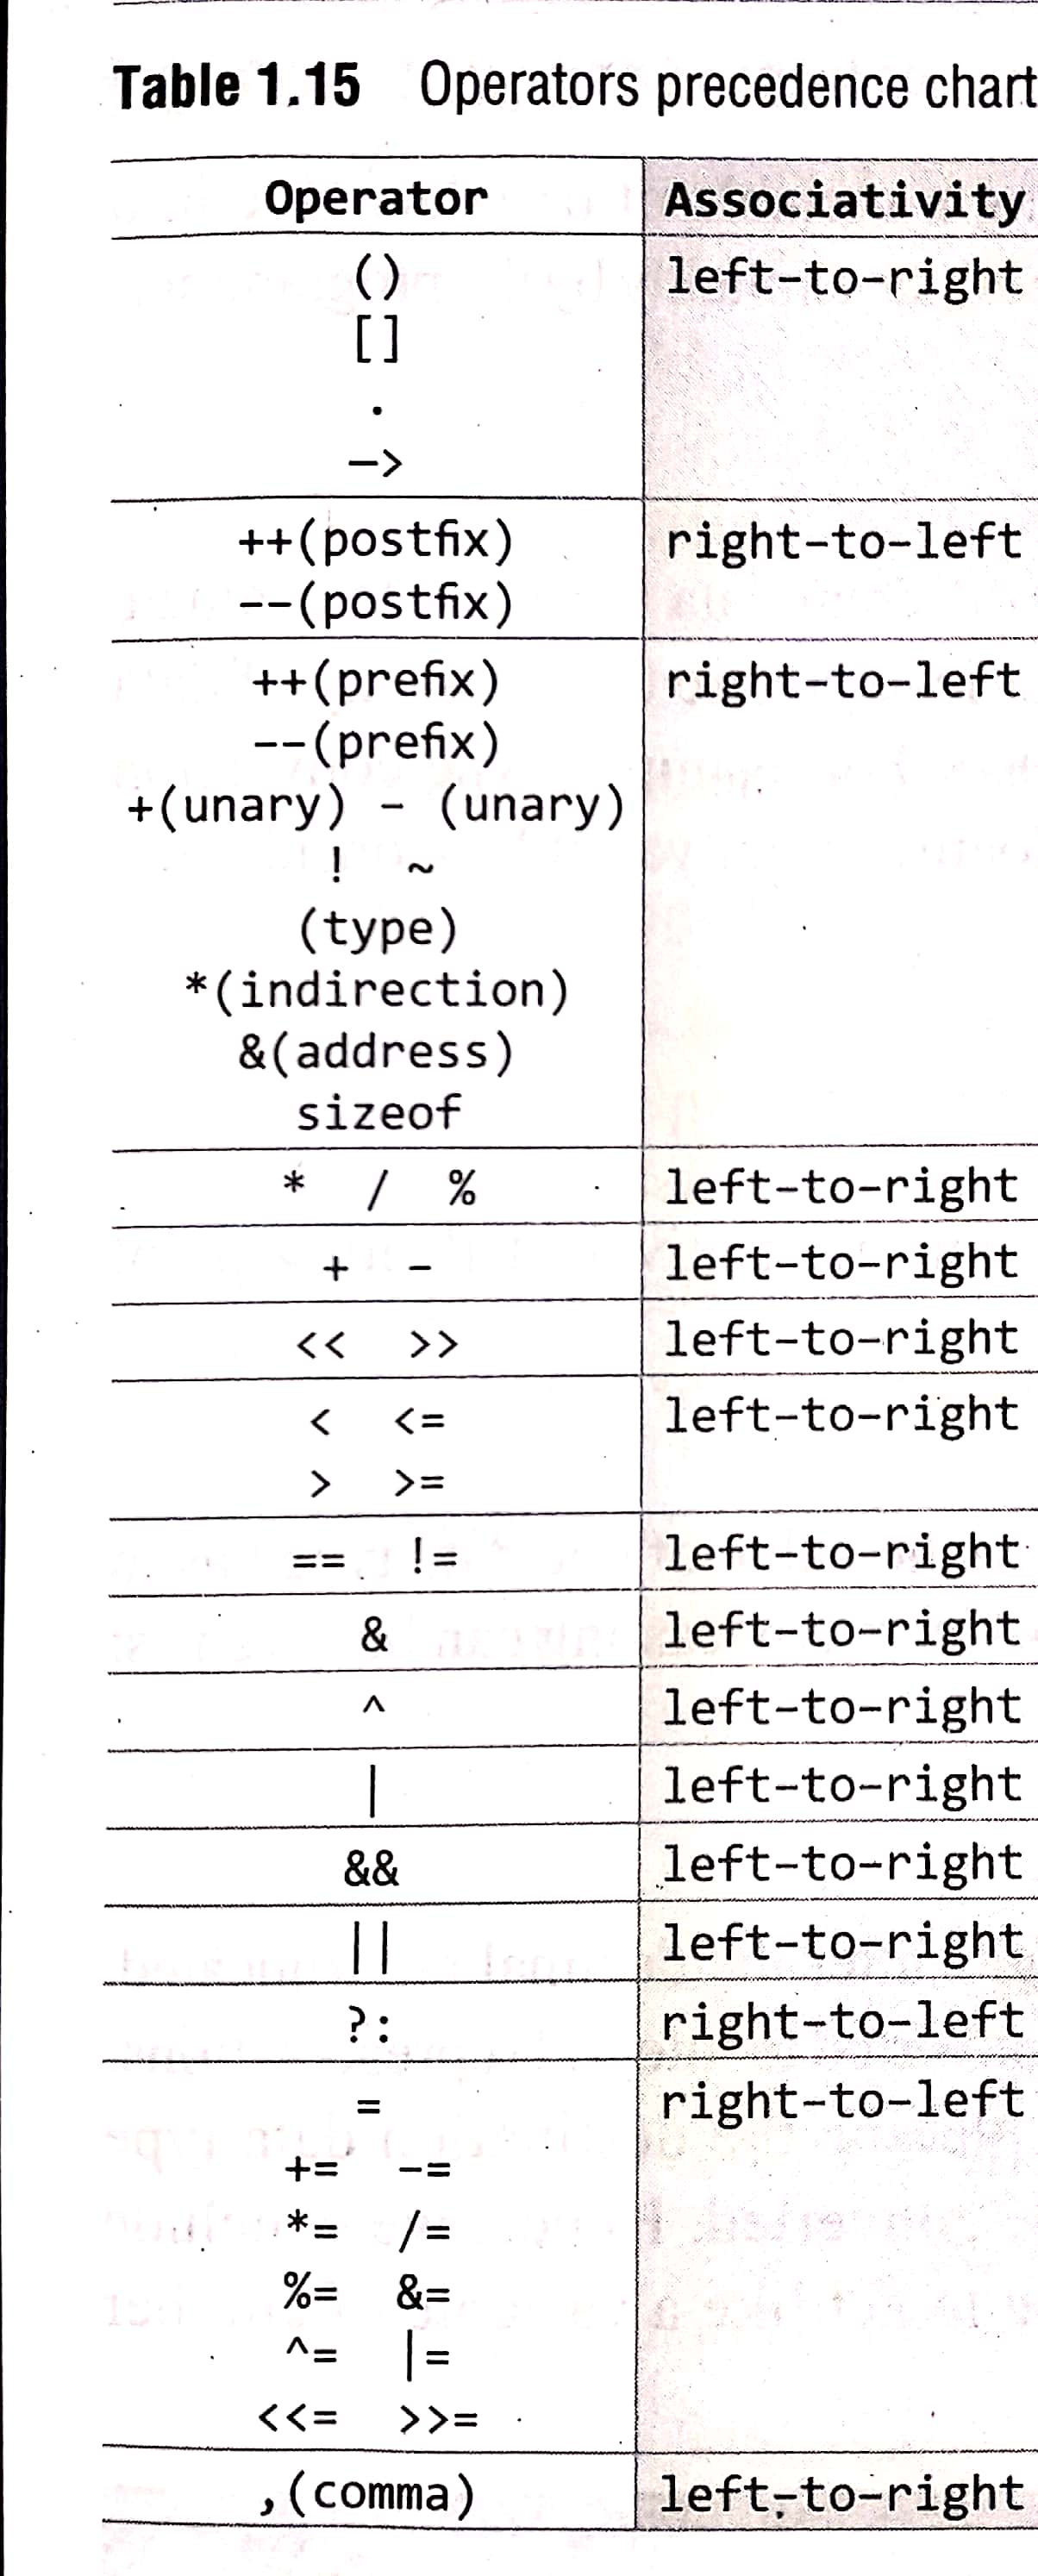 Table 1.15 Operators precedence chart
Operator Associativity
() left-to-right
[]
.
->
++(postfix) right-to-left
--(postfix)
++(prefix) right-to-left
--(prefix)
+(unary) - (unary)
! ~
(type)
*(indirection)
&(address)
sizeof
* / % left-to-right
+ - left-to-right
<< >> left-to-right
< <= left-to-right
> >=
== != left-to-right
& left-to-right
^ left-to-right
| left-to-right
&& left-to-right
|| left-to-right
?: right-to-left
= right-to-left
+= -=
*= /=
%= &=
^= |=
<<= >>=
,(comma) left-to-right